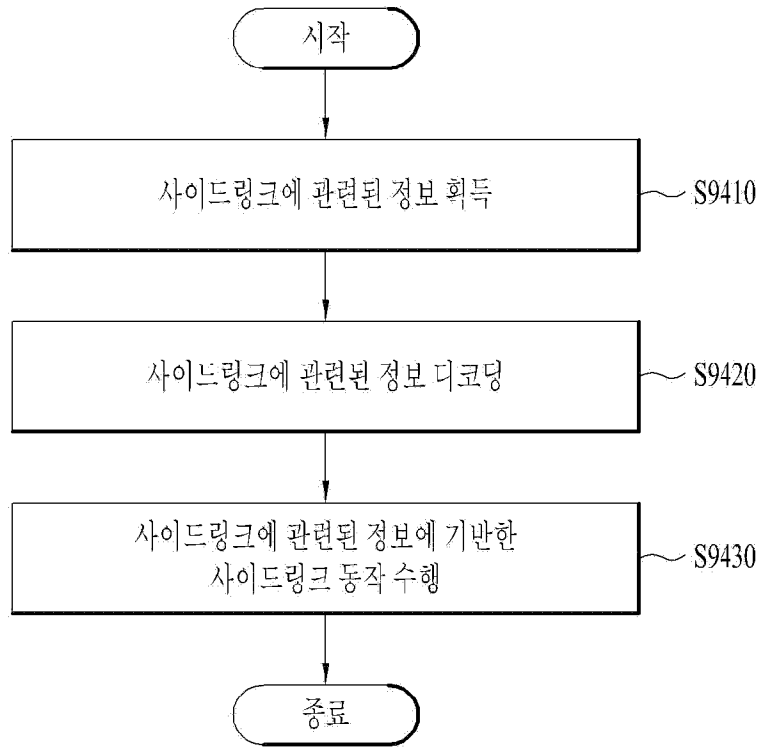 시작
사이드링크에 관련된 정보 획득
S9410
사이드링크에 관련된 정보 디코딩
S9420
사이드링크에 관련된 정보에 기반한
사이드링크 동작 수행
S9430
종료